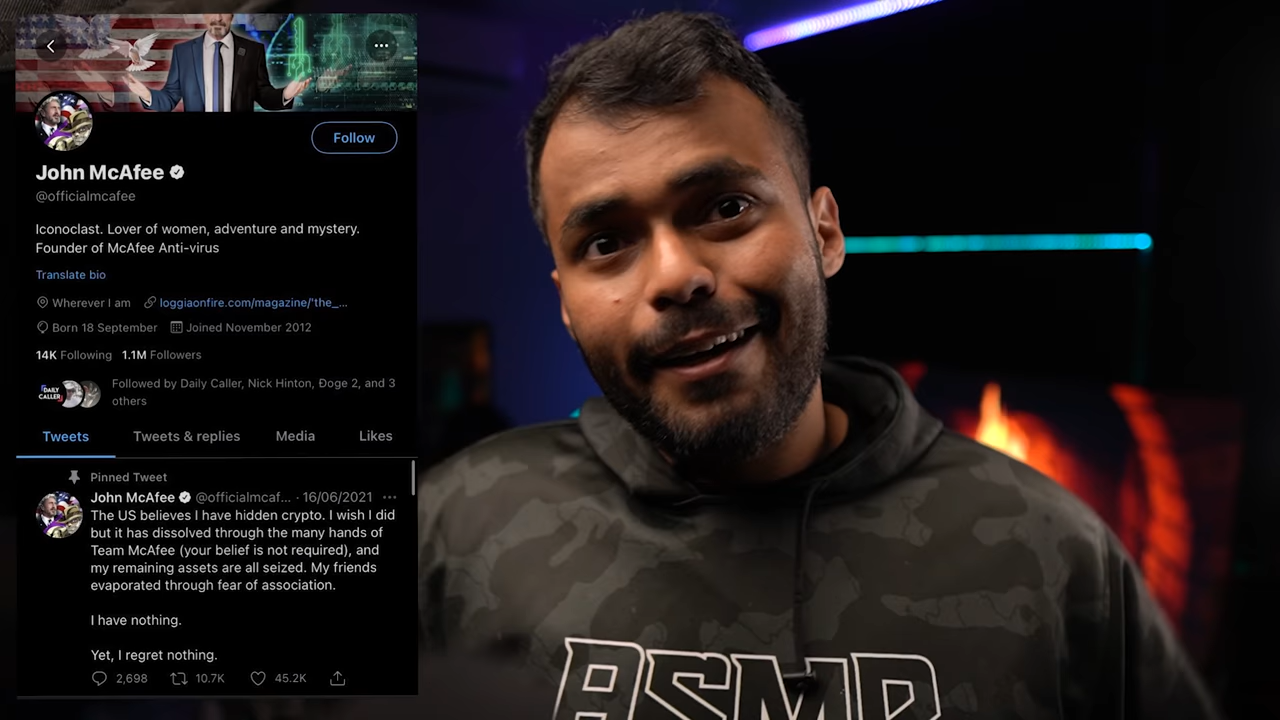 Follow
John McAfee
@officialmcafee
Iconoclast. Lover of women, adventure and mystery.
Founder of McAfee Anti-virus
Translate bio
Wherever I am loggiaonfire.com/magazine/'the_...
Born 18 September Joined November 2012
14K Following 1.1M Followers
DAILY
CALLER
Followed by Daily Caller, Nick Hinton, Ðoge 2, and 3
others
Tweets Tweets & replies Media Likes
Pinned Tweet
John McAfee @officialmcaf... · 16/06/2021
The US believes I have hidden crypto. I wish I did
but it has dissolved through the many hands of
Team McAfee (your belief is not required), and
my remaining assets are all seized. My friends
evaporated through fear of association.
I have nothing.
Yet, I regret nothing.
2,698 10.7K 45.2K
ASMR